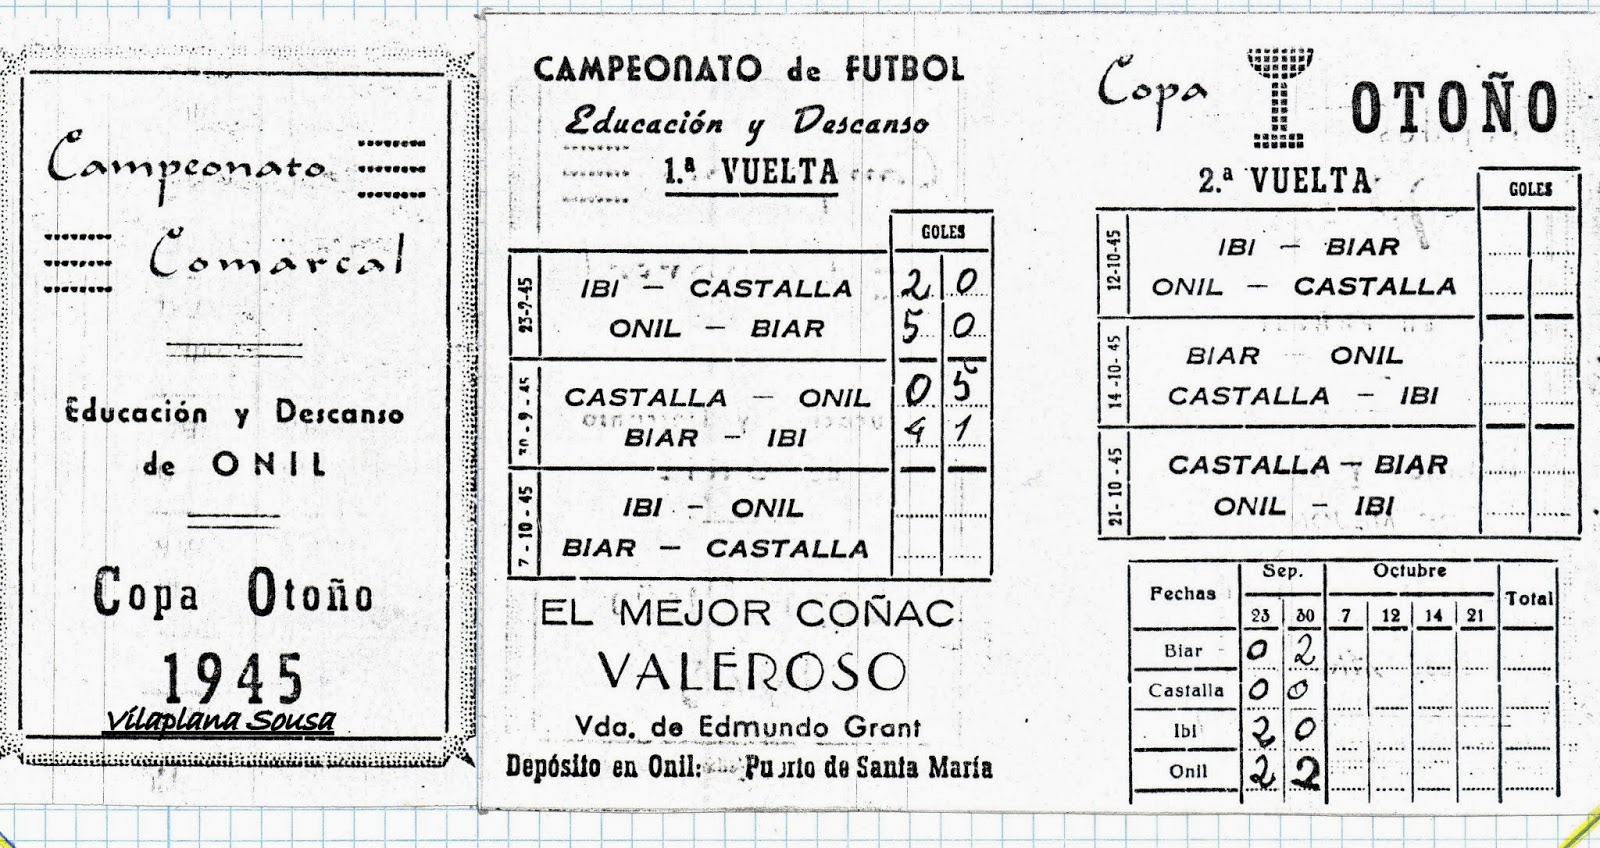 Campeonato
Comarcal
Educación y Descanso
de ONIL
Copa Otoño
1945
Vilaplana Sousa
CAMPEONATO de FUTBOL
Educación y Descanso
1.ª VUELTA
GOLES
23-9-45
IBI – CASTALLA 2 0
ONIL – BIAR 5 0
30-9-45
CASTALLA – ONIL 0 5
BIAR – IBI 4 1
7-10-45
IBI – ONIL
BIAR – CASTALLA
EL MEJOR COÑAC
VALEROSO
Vda. de Edmundo Grant
Depósito en Onil: Puerto de Santa María
Copa OTOÑO
2.ª VUELTA
GOLES
12-10-45
IBI – BIAR
ONIL – CASTALLA
14-10-45
BIAR ONIL
CASTALLA – IBI
21-10-45
CASTALLA – BIAR
ONIL – IBI
Fechas Sep. Octubre Total
23 30 7 12 14 21
Biar 0 2
Castalla 0 0
Ibi 2 0
Onil 2 2